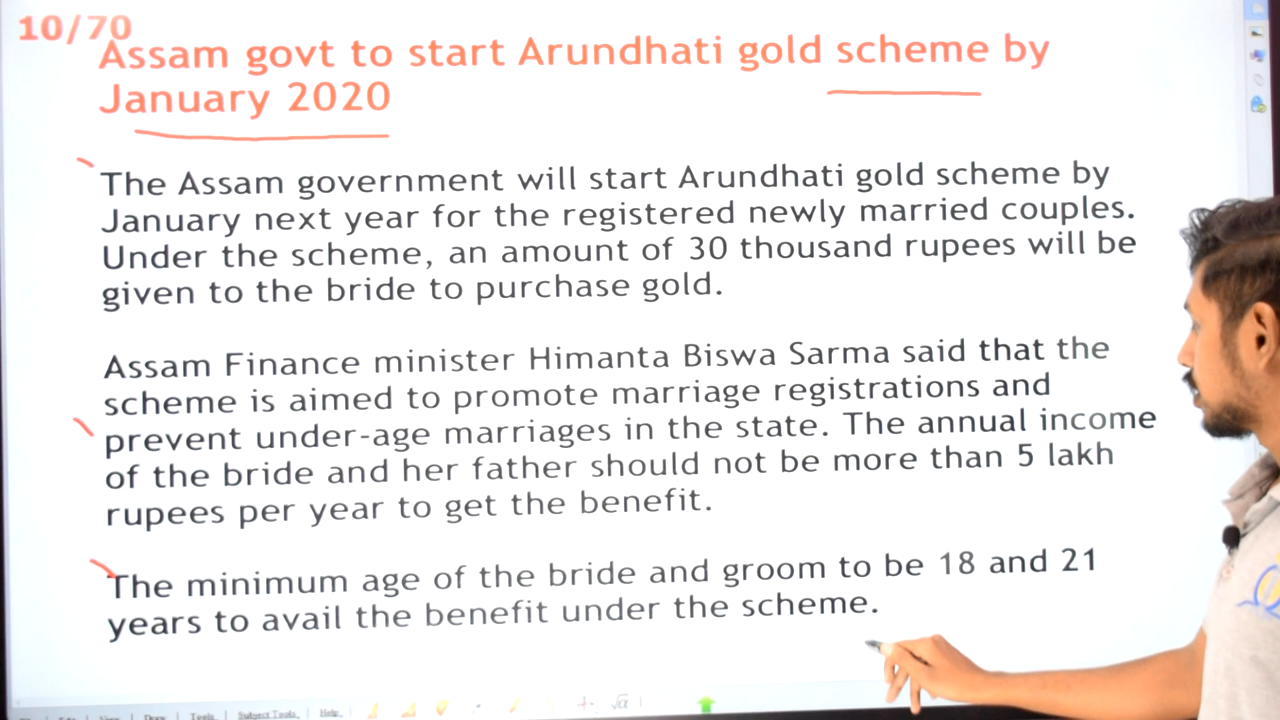 10/70
Assam govt to start Arundhati gold scheme by
January 2020
The Assam government will start Arundhati gold scheme by
January next year for the registered newly married couples.
Under the scheme, an amount of 30 thousand rupees will be
given to the bride to purchase gold.
Assam Finance minister Himanta Biswa Sarma said that the
scheme is aimed to promote marriage registrations and
prevent under-age marriages in the state. The annual income
of the bride and her father should not be more than 5 lakh
rupees per year to get the benefit.
The minimum age of the bride and groom to be 18 and 21
years to avail the benefit under the scheme.
Tools Subject Tools Help